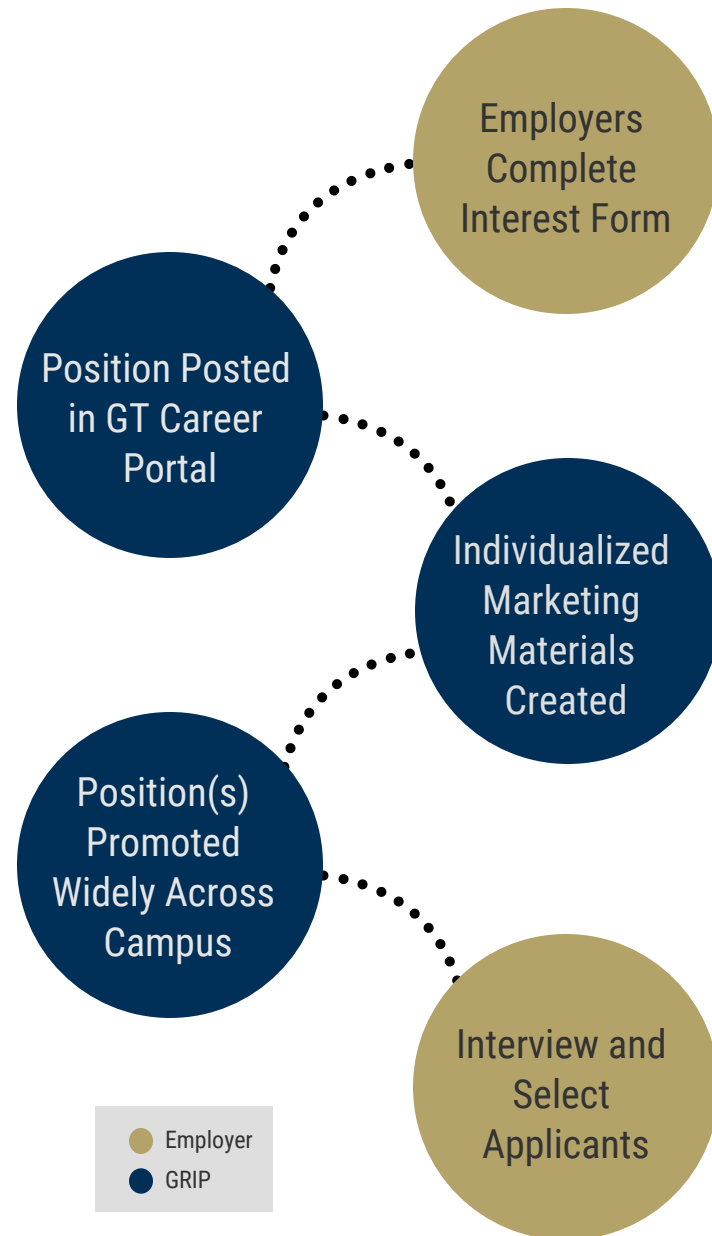 Employers
Complete
Interest Form
Position Posted
in GT Career
Portal
Individualized
Marketing
Materials
Created
Position(s)
Promoted
Widely Across
Campus
Interview and
Select
Applicants
Employer
GRIP